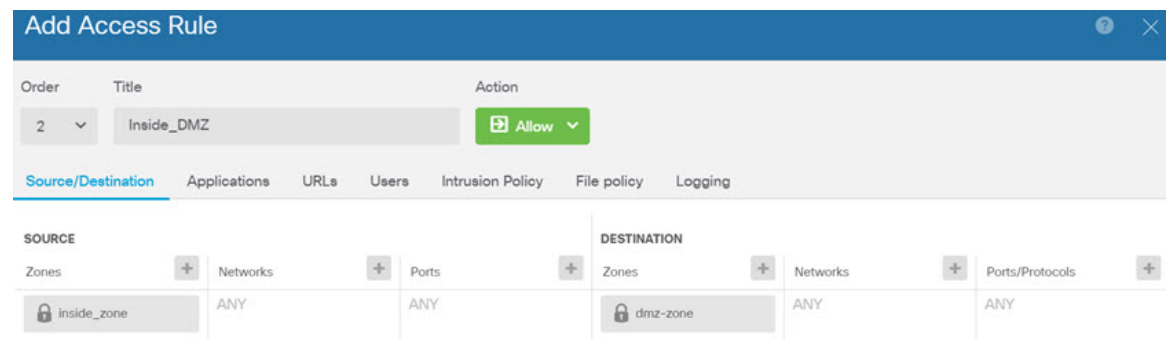 Add Access Rule
Order Title Action
2 Inside_DMZ Allow
Source/Destination Applications URLs Users Intrusion Policy File policy Logging
SOURCE DESTINATION
Zones Networks Ports Zones Networks Ports/Protocols
inside_zone ANY ANY dmz-zone ANY ANY